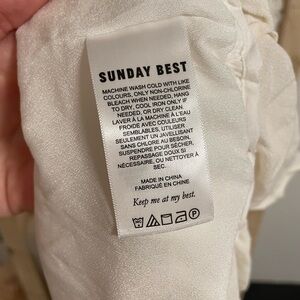 SUNDAY BEST
MACHINE WASH COLD WITH LIKE
COLOURS, ONLY NON-CHLORINE
BLEACH WHEN NEEDED, HANG
TO DRY, COOL IRON ONLY IF
NEEDED, OR DRY CLEAN.
LAVER À LA MACHINE À L'EAU
FROIDE AVEC COULEURS
SEMBLABLES, UTILISER
SEULEMENT UN JAVELLISANT
SANS CHLORE AU BESOIN,
SUSPENDRE POUR SÉCHER,
REPASSAGE DOUX SI
NÉCESSAIRE, OU NETTOYER À
SEC.
MADE IN CHINA
FABRIQUÉ EN CHINE
Keep me at my best.